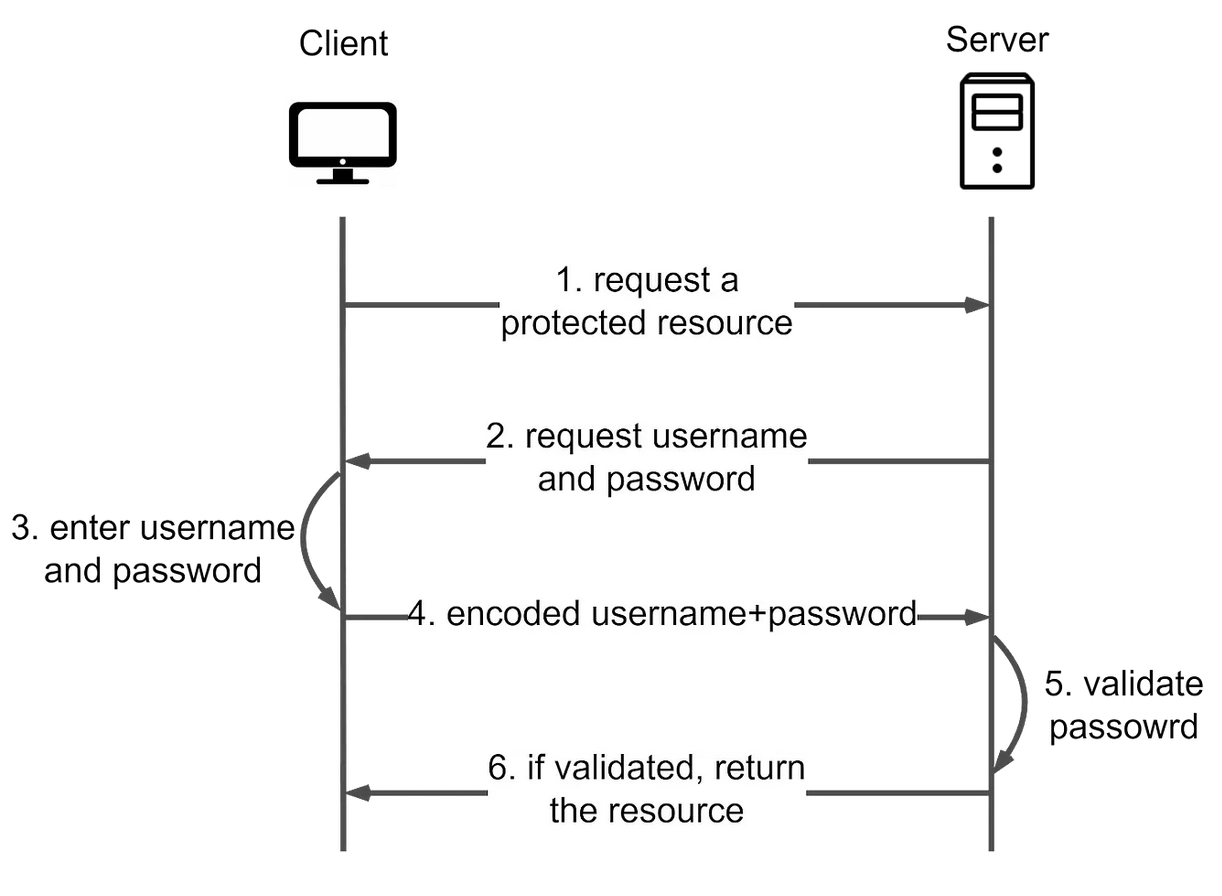 Client
Server
1. request a
protected resource
2. request username
and password
3. enter username
and password
4. encoded username+password
5. validate
passowrd
6. if validated, return
the resource